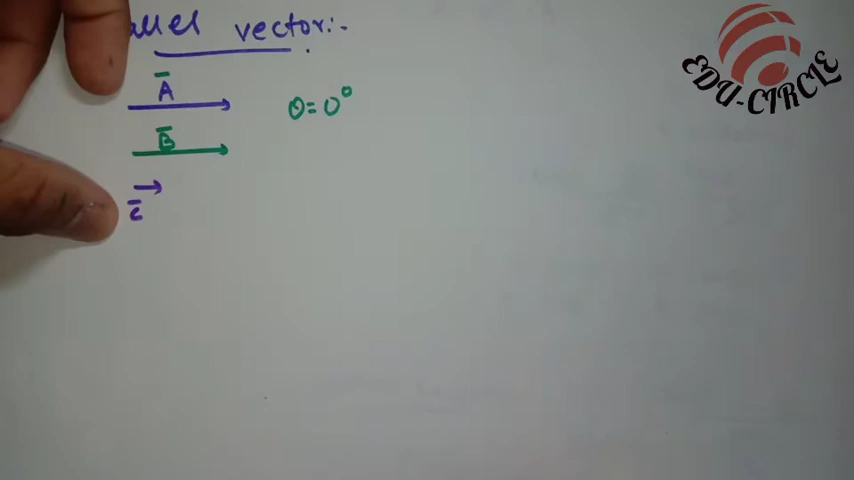 vector:-
A̅
θ=0°
B̅
c̅
EDU-CIRCLE